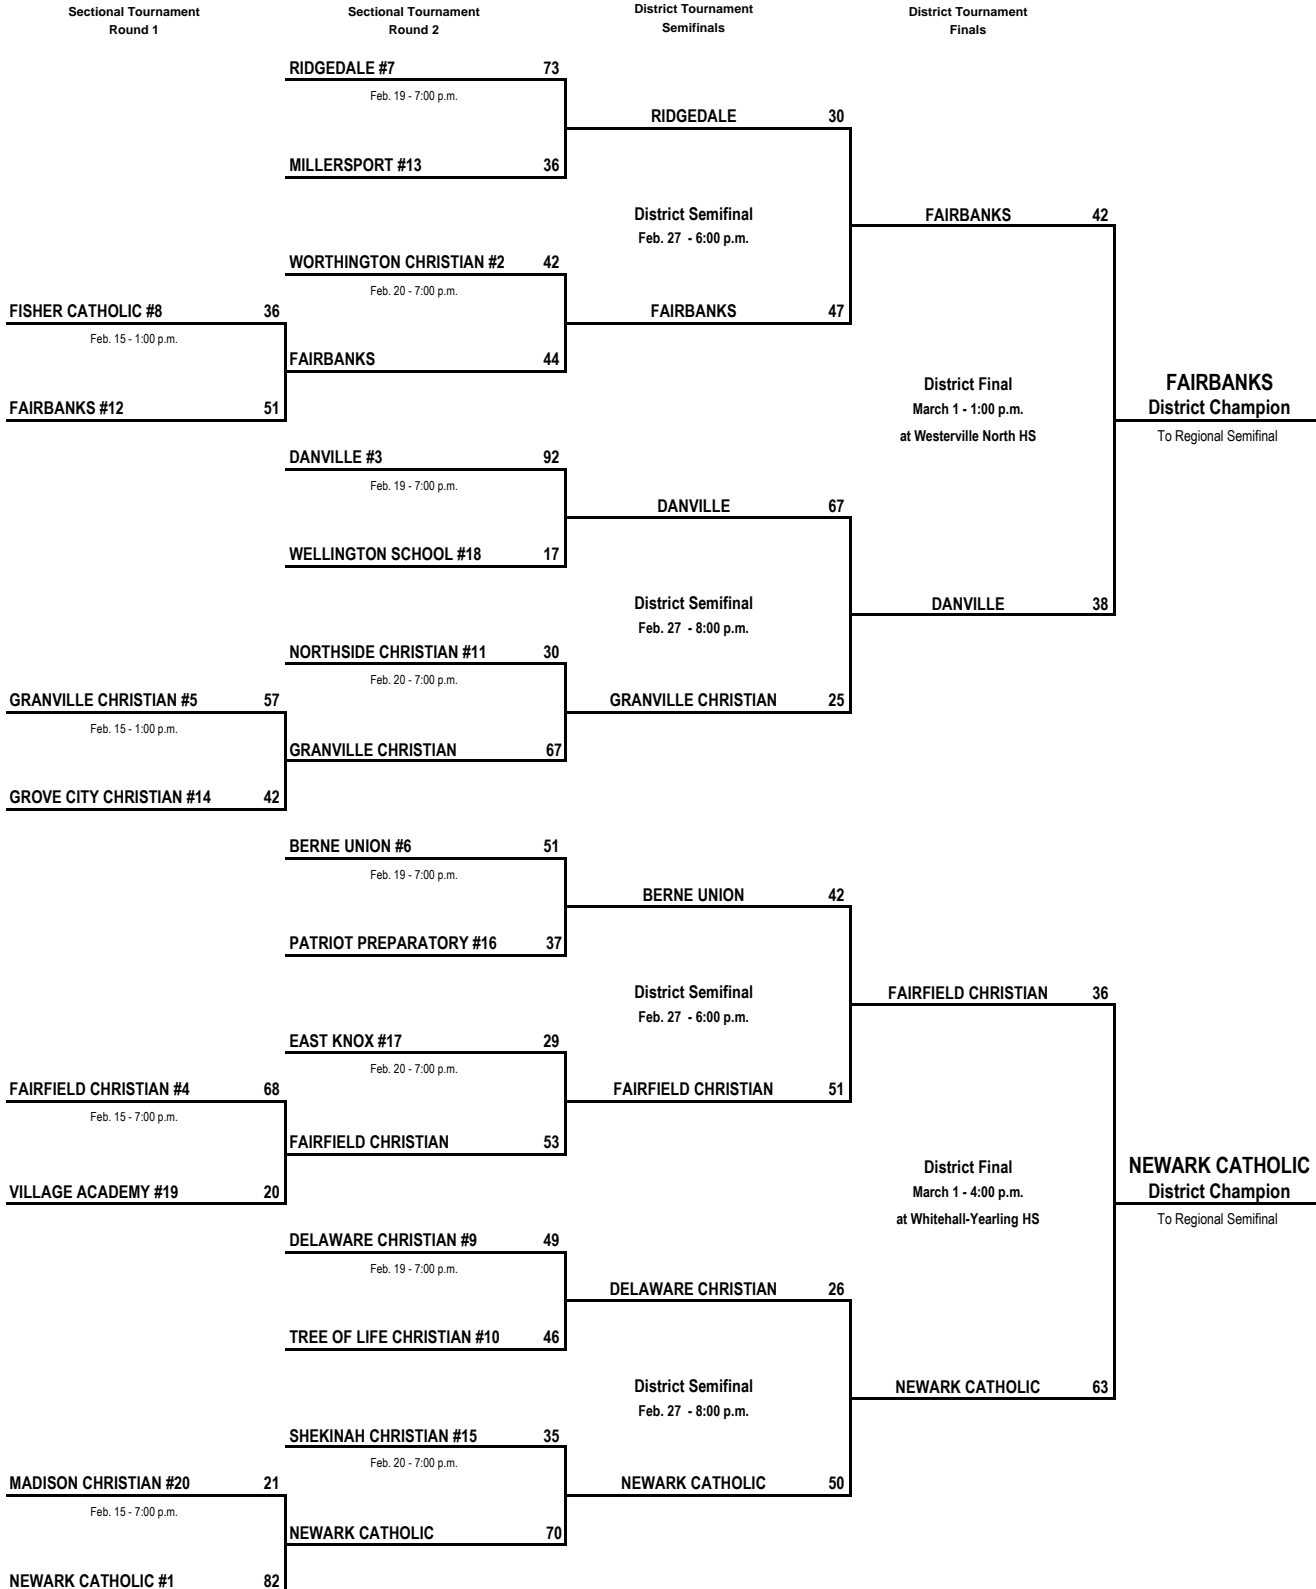 Sectional Tournament
Round 1
Sectional Tournament
Round 2
District Tournament
Semifinals
District Tournament
Finals
RIDGEDALE #7 73
Feb. 19 - 7:00 p.m.
RIDGEDALE 30
MILLERSPORT #13 36
District Semifinal
Feb. 27 - 6:00 p.m.
FAIRBANKS 42
WORTHINGTON CHRISTIAN #2 42
Feb. 20 - 7:00 p.m.
FISHER CATHOLIC #8 36
Feb. 15 - 1:00 p.m.
FAIRBANKS 47
FAIRBANKS 44
FAIRBANKS #12 51
District Final
March 1 - 1:00 p.m.
at Westerville North HS
FAIRBANKS
District Champion
To Regional Semifinal
DANVILLE #3 92
Feb. 19 - 7:00 p.m.
DANVILLE 67
WELLINGTON SCHOOL #18 17
District Semifinal
Feb. 27 - 8:00 p.m.
DANVILLE 38
NORTHSIDE CHRISTIAN #11 30
Feb. 20 - 7:00 p.m.
GRANVILLE CHRISTIAN #5 57
Feb. 15 - 1:00 p.m.
GRANVILLE CHRISTIAN 25
GRANVILLE CHRISTIAN 67
GROVE CITY CHRISTIAN #14 42
BERNE UNION #6 51
Feb. 19 - 7:00 p.m.
BERNE UNION 42
PATRIOT PREPARATORY #16 37
District Semifinal
Feb. 27 - 6:00 p.m.
FAIRFIELD CHRISTIAN 36
EAST KNOX #17 29
Feb. 20 - 7:00 p.m.
FAIRFIELD CHRISTIAN #4 68
Feb. 15 - 7:00 p.m.
FAIRFIELD CHRISTIAN 51
FAIRFIELD CHRISTIAN 53
VILLAGE ACADEMY #19 20
District Final
March 1 - 4:00 p.m.
at Whitehall-Yearling HS
NEWARK CATHOLIC
District Champion
To Regional Semifinal
DELAWARE CHRISTIAN #9 49
Feb. 19 - 7:00 p.m.
DELAWARE CHRISTIAN 26
TREE OF LIFE CHRISTIAN #10 46
District Semifinal
Feb. 27 - 8:00 p.m.
NEWARK CATHOLIC 63
SHEKINAH CHRISTIAN #15 35
Feb. 20 - 7:00 p.m.
MADISON CHRISTIAN #20 21
Feb. 15 - 7:00 p.m.
NEWARK CATHOLIC 50
NEWARK CATHOLIC 70
NEWARK CATHOLIC #1 82